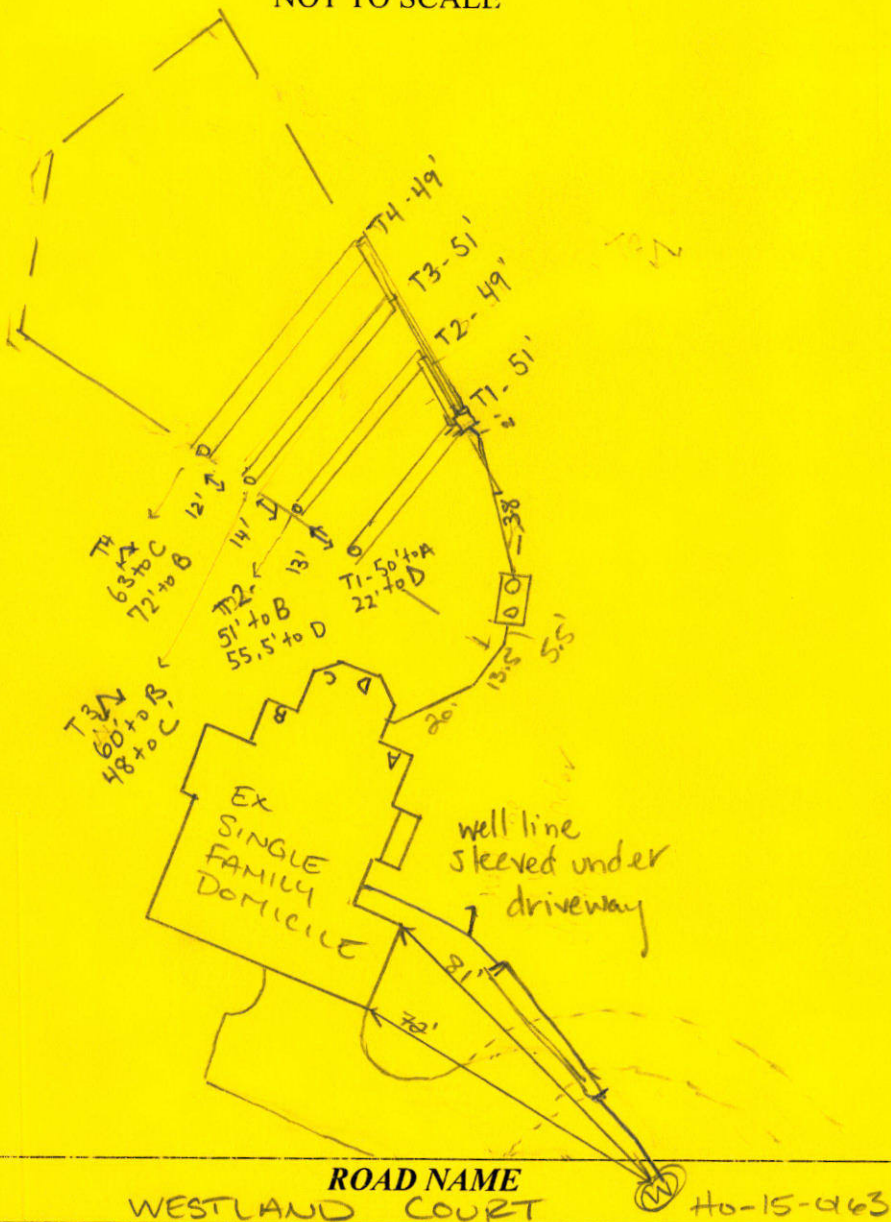 NOT TO SCALE
T4-49'
T3-51'
T2-49'
T1-51'
38
5.5'
13.5
20'
12'
14'
13'
T4
63 to C
72' to B
T2-
51' to B
55.5' to D
T1-50' to A
22' to D
T3
60' to B
48 to C'
B
C
D
A
EX
SINGLE
FAMILY
DOMICILE
well line
sleeved under
driveway
81'
72'
W
ROAD NAME
WESTLAND COURT
HO-15-0163